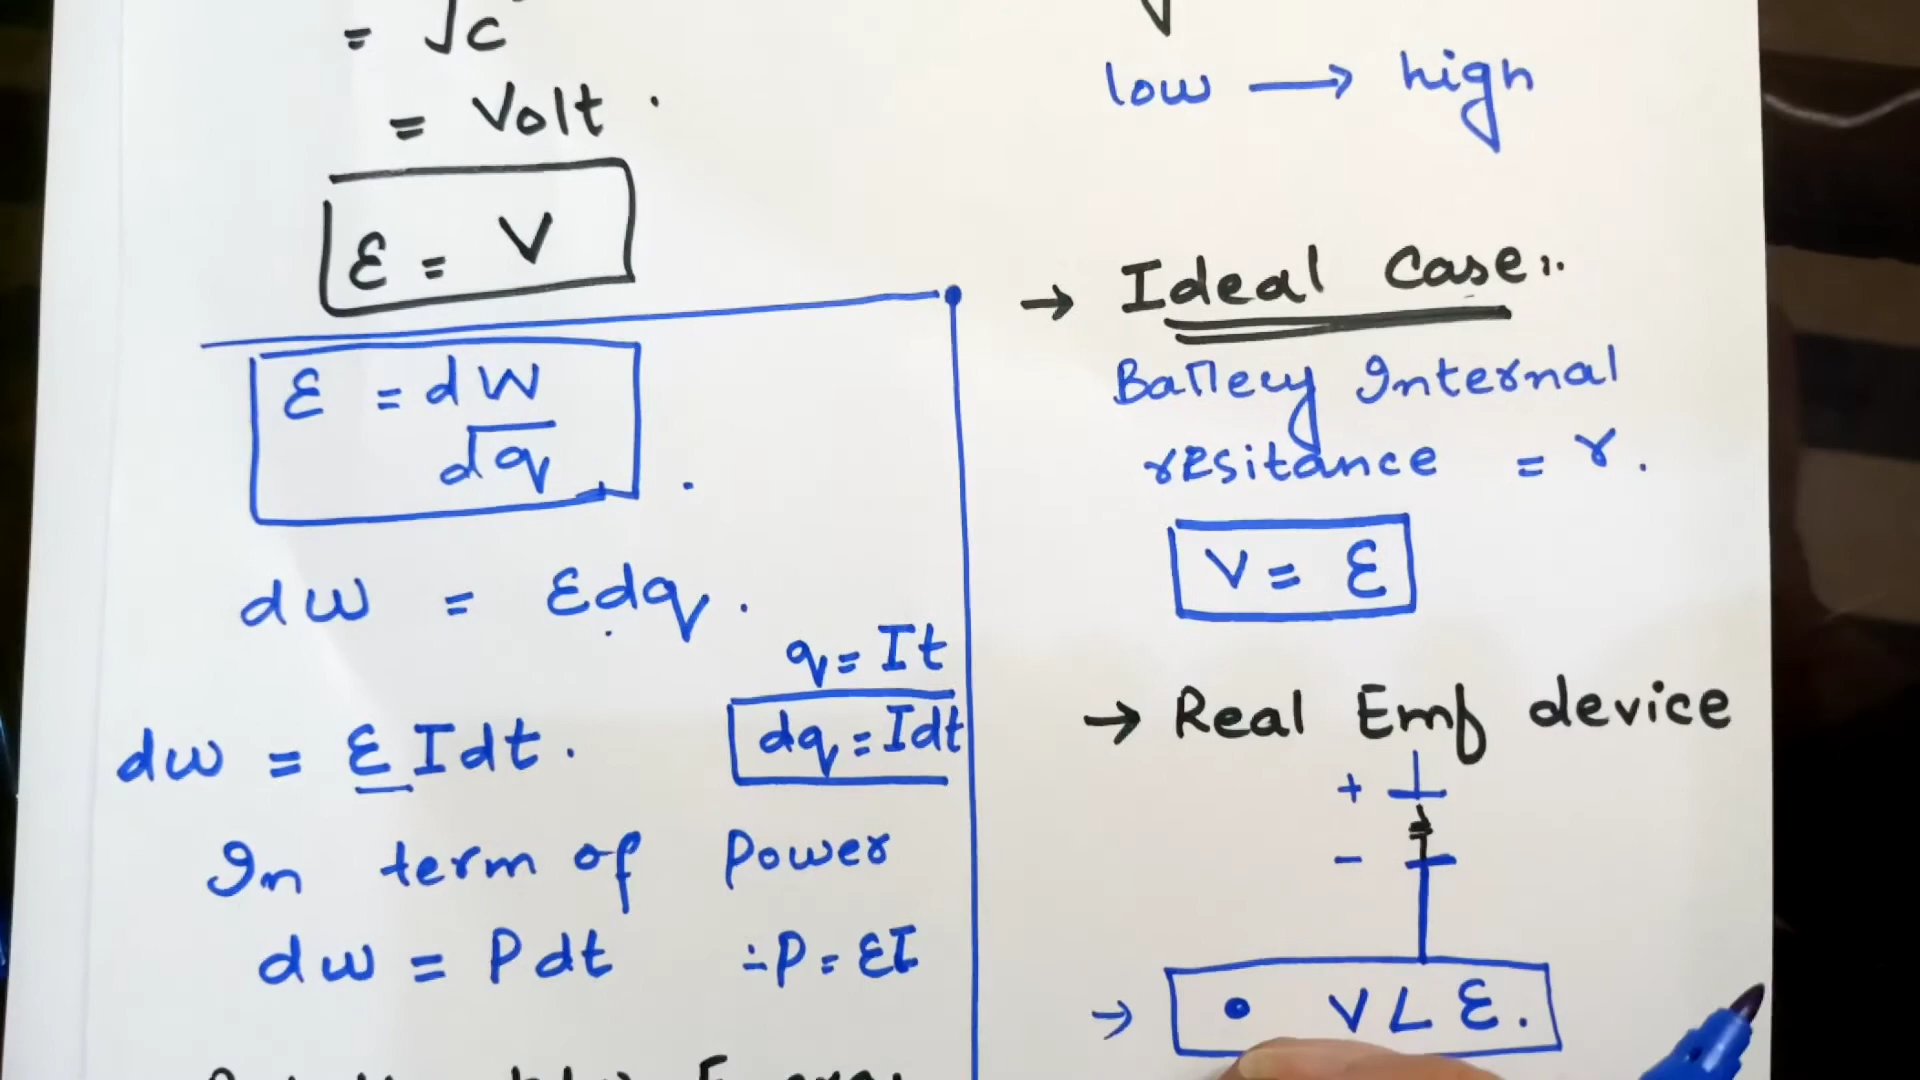 = √c
= Volt.
ε = V
ε = dW
dq
dw = εdq.
q = It
dq = Idt
dw = εIdt.
In term of Power
dw = Pdt ∴P = εI
low → high
→ Ideal Case:.
Battery Internal
resitance = r.
V = ε
→ Real Emf device
+
-
→ • V < ε.